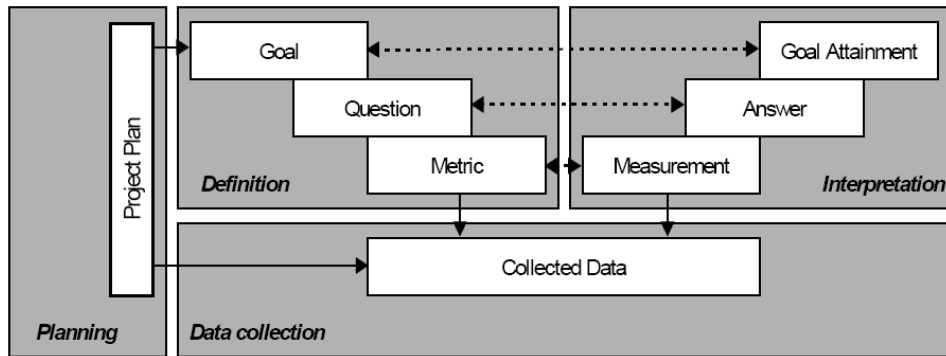 Goal
Goal Attainment
Question
Answer
Metric
Measurement
Definition
Interpretation
Project Plan
Collected Data
Planning
Data collection